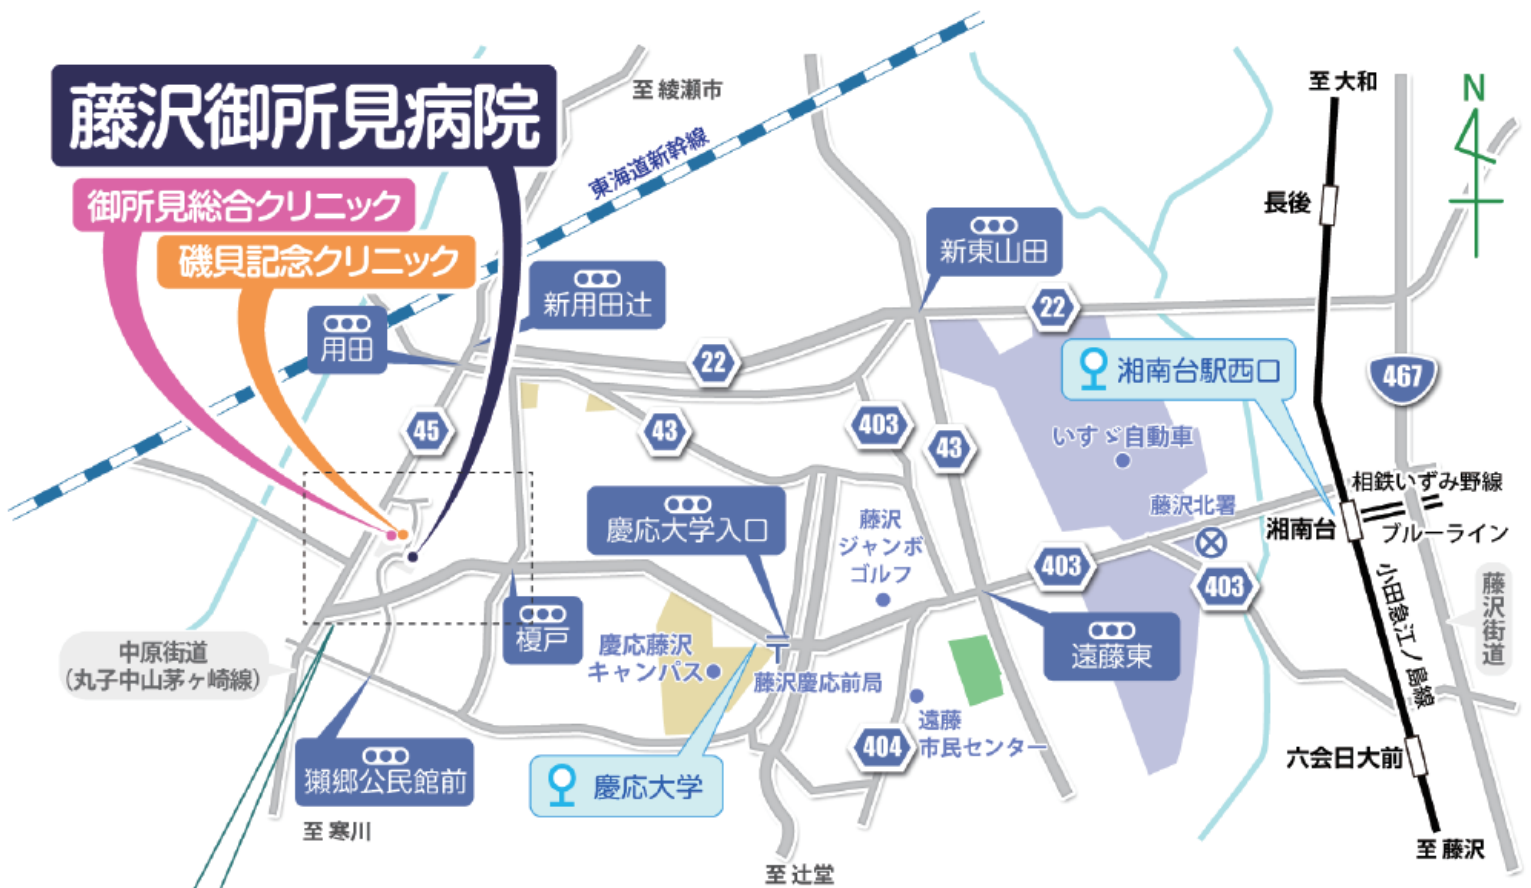 藤沢御所見病院
御所見総合クリニック
磯貝記念クリニック
至 綾瀬市
東海道新幹線
至 大和
N
長後
新東山田
新用田辻
用田
22
22
湘南台駅西口
467
45
43
403
43
いすゞ自動車
相鉄いずみ野線
藤沢北署
湘南台
ブルーライン
慶応大学入口
藤沢
ジャンボ
ゴルフ
403
403
小田急江ノ島線
藤沢街道
榎戸
慶応藤沢
キャンパス
〒
藤沢慶応前局
遠藤東
中原街道
(丸子中山茅ヶ崎線)
遠藤
市民センター
404
獺郷公民館前
慶応大学
六会日大前
至 寒川
至 辻堂
至 藤沢